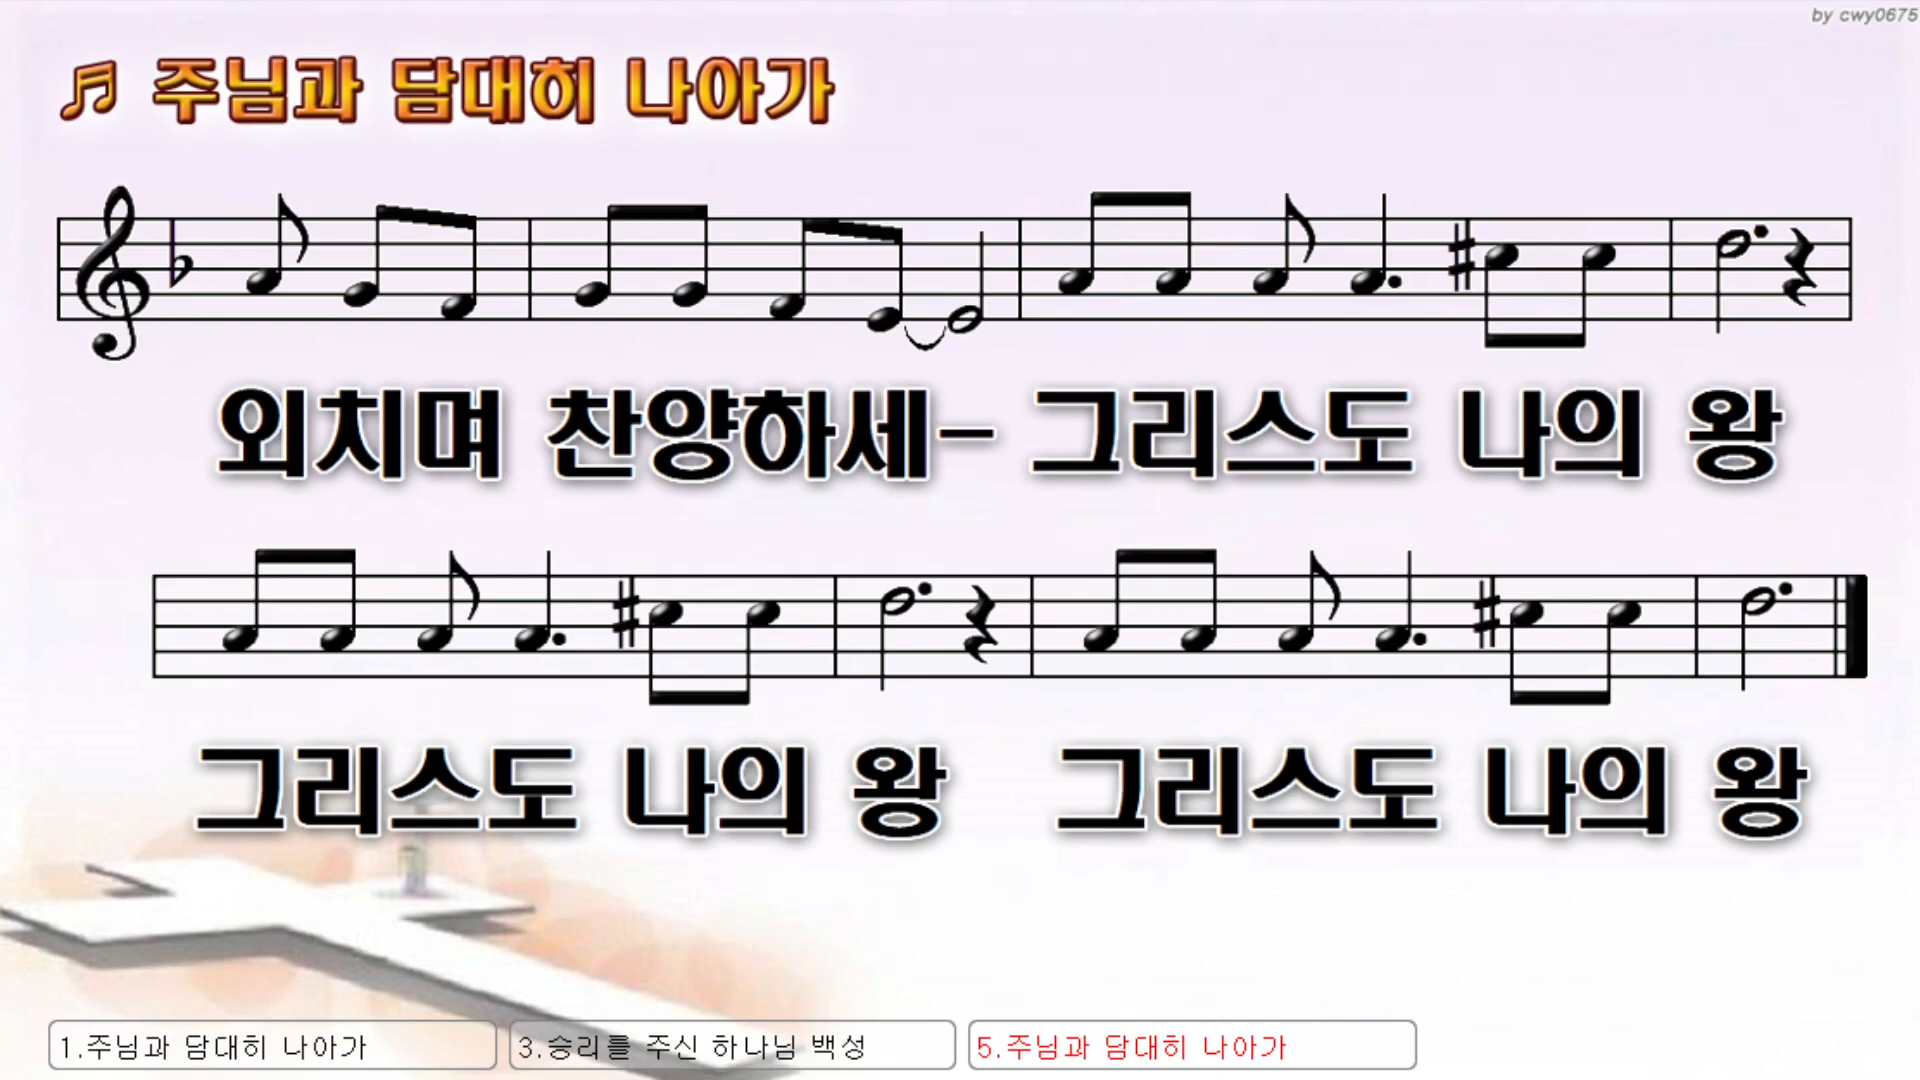 by cwy0675
주님과 담대히 나아가
외치며 찬양하세- 그리스도 나의 왕
그리스도 나의 왕 그리스도 나의 왕
1.주님과 담대히 나아가 3.승리를 주신 하나님 백성 5.주님과 담대히 나아가